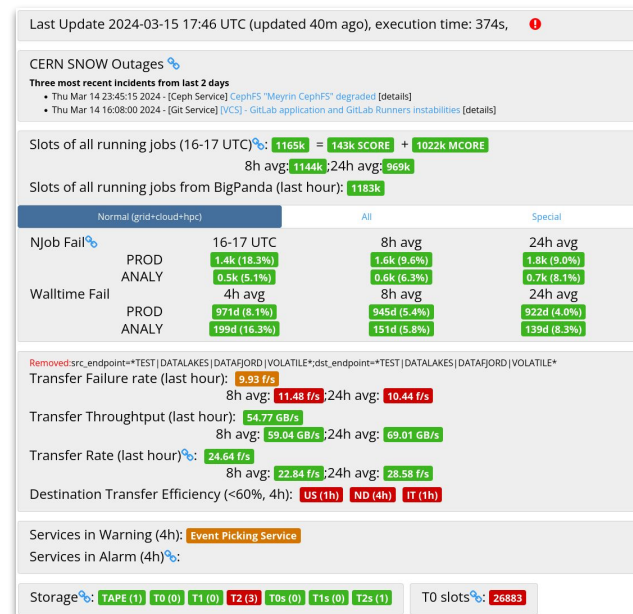 Last Update 2024-03-15 17:46 UTC (updated 40m ago), execution time: 374s,
CERN SNOW Outages
Three most recent incidents from last 2 days
• Thu Mar 14 23:45:15 2024 - [Ceph Service] CephFS "Meyrin CephFS" degraded [details]
• Thu Mar 14 16:08:00 2024 - [Git Service] [VCS] - GitLab application and GitLab Runners instabilities [details]
Slots of all running jobs (16-17 UTC): 1165k = 143k SCORE + 1022k MCORE
8h avg: 1144k ;24h avg: 969k
Slots of all running jobs from BigPanda (last hour): 1183k
Normal (grid+cloud+hpc) All Special
NJob Fail 16-17 UTC 8h avg 24h avg
PROD 1.4k (18.3%) 1.6k (9.6%) 1.8k (9.0%)
ANALY 0.5k (5.1%) 0.6k (6.3%) 0.7k (8.1%)
Walltime Fail 4h avg 8h avg 24h avg
PROD 971d (8.1%) 945d (5.4%) 922d (4.0%)
ANALY 199d (16.3%) 151d (5.8%) 139d (8.3%)
Removed:src_endpoint=*TEST|DATALAKES|DATAFJORD|VOLATILE*;dst_endpoint=*TEST|DATALAKES|DATAFJORD|VOLATILE*
Transfer Failure rate (last hour): 9.93 f/s
8h avg: 11.48 f/s ;24h avg: 10.44 f/s
Transfer Throughtput (last hour): 54.77 GB/s
8h avg: 59.04 GB/s ;24h avg: 69.01 GB/s
Transfer Rate (last hour): 24.64 f/s
8h avg: 22.84 f/s ;24h avg: 28.58 f/s
Destination Transfer Efficiency (<60%, 4h): US (1h) ND (4h) IT (1h)
Services in Warning (4h): Event Picking Service
Services in Alarm (4h):
Storage: TAPE (1) T0 (0) T1 (0) T2 (3) T0s (0) T1s (0) T2s (1) T0 slots: 26883